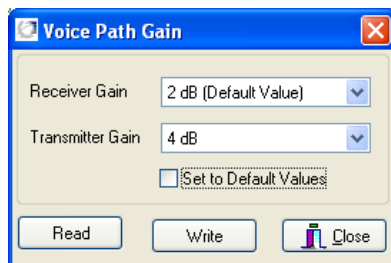 Voice Path Gain
Receiver Gain 2 dB (Default Value)
Transmitter Gain 4 dB
Set to Default Values
Read Write Close